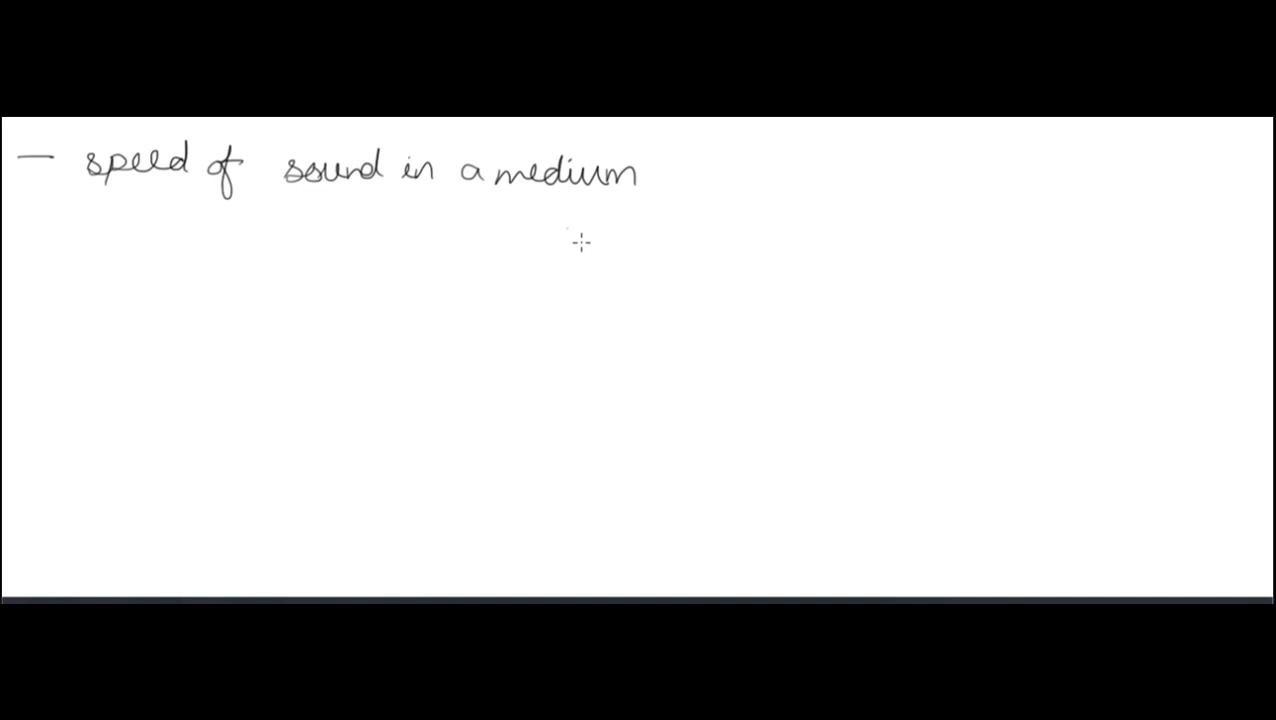 — speed of sound in a medium